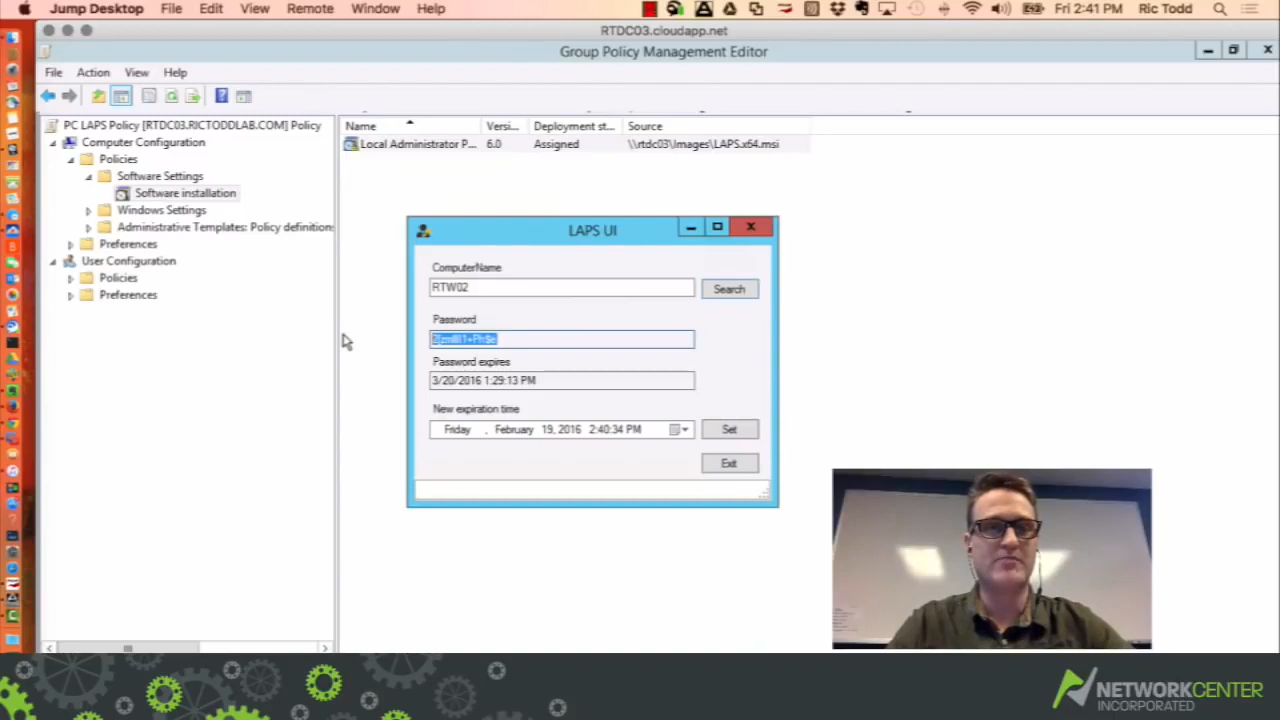 Jump Desktop File Edit View Remote Window Help Fri 2:41 PM Ric Todd
RTDC03.cloudapp.net
Group Policy Management Editor
File Action View Help
PC LAPS Policy [RTDC03.RICTODDLAB.COM] Policy
Computer Configuration
Policies
Software Settings
Software installation
Windows Settings
Administrative Templates: Policy definitions
Preferences
User Configuration
Policies
Preferences
Name Versi... Deployment st... Source
Local Administrator P... 6.0 Assigned \\rtdc03\Images\LAPS.x64.msi
LAPS UI
ComputerName
RTW02
Search
Password
Password expires
3/20/2016 1:29:13 PM
New expiration time
Friday , February 19, 2016 2:40:34 PM
Set
Exit
NETWORKCENTER
INCORPORATED